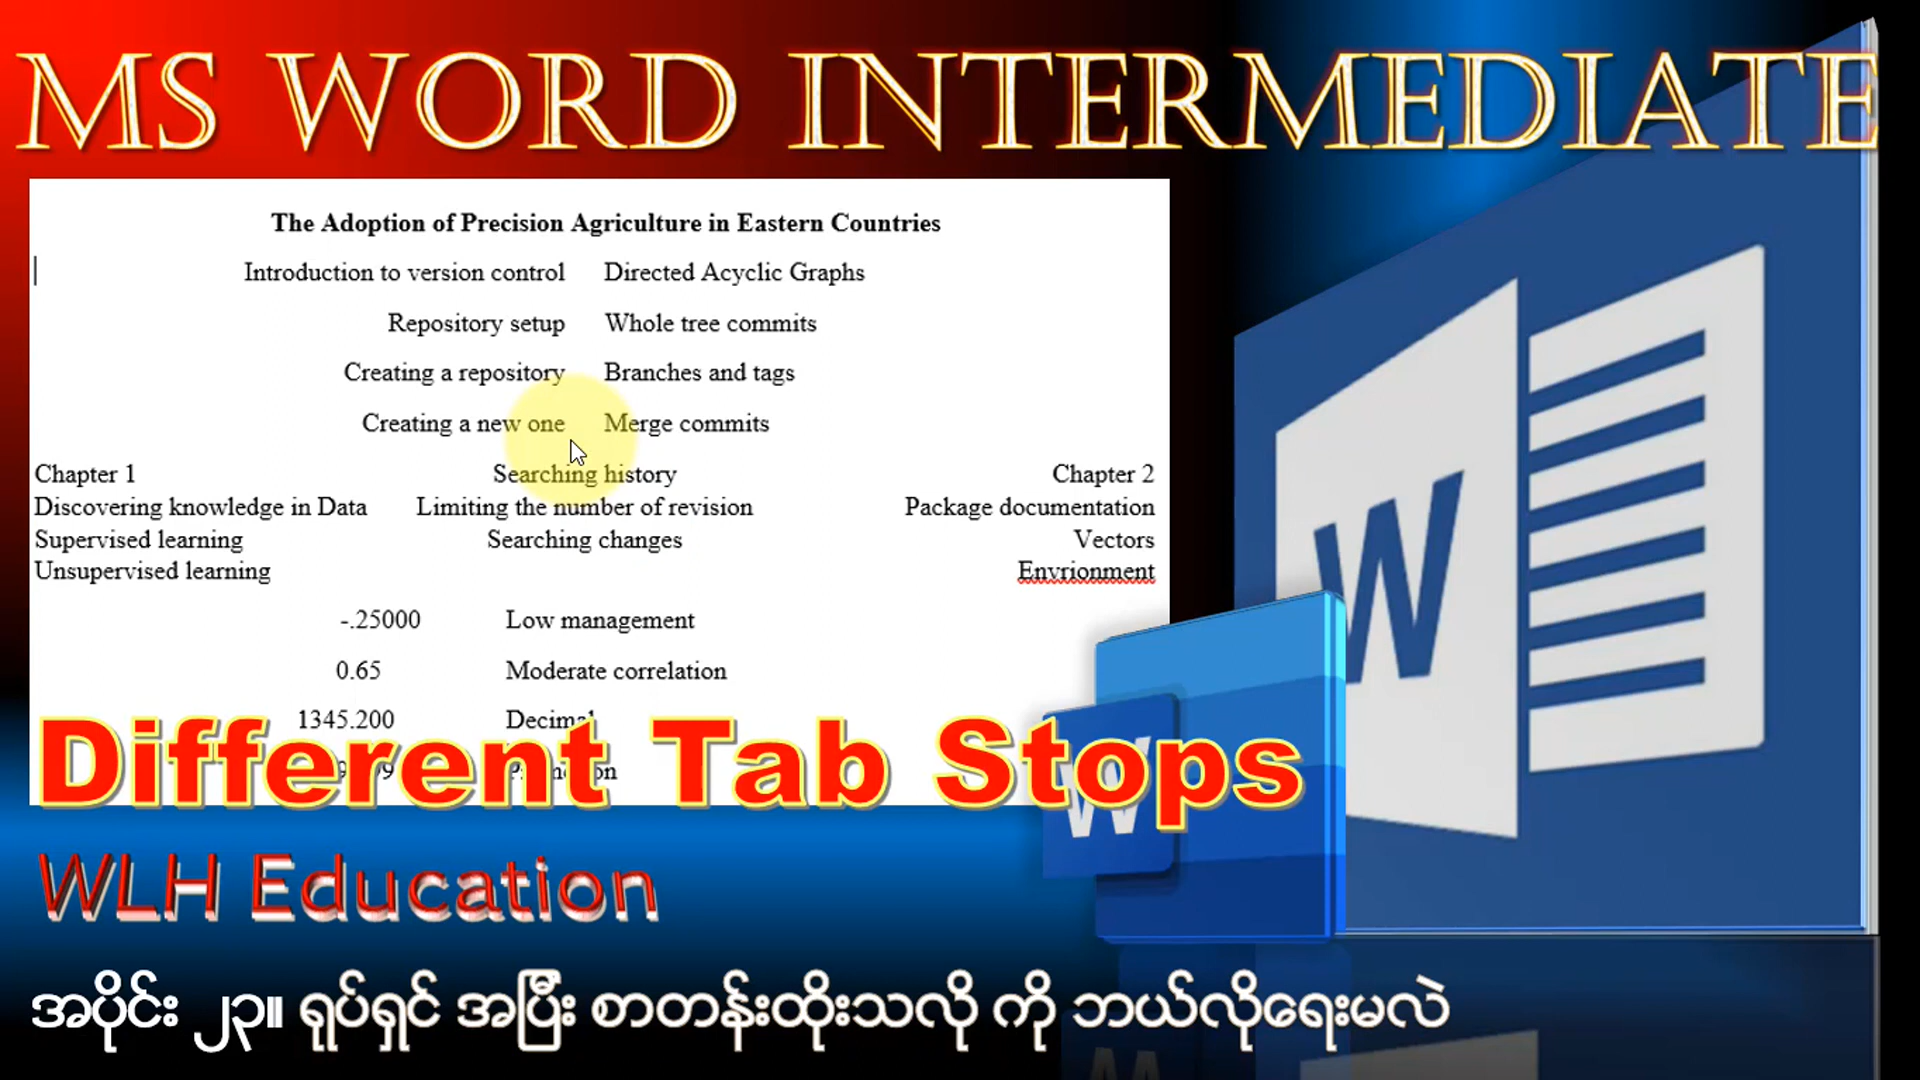 MS WORD INTERMEDIATE
The Adoption of Precision Agriculture in Eastern Countries
Introduction to version control Directed Acyclic Graphs
Repository setup Whole tree commits
Creating a repository Branches and tags
Creating a new one Merge commits
Chapter 1 Searching history Chapter 2
Discovering knowledge in Data Limiting the number of revision Package documentation
Supervised learning Searching changes Vectors
Unsupervised learning Envrionment
-.25000 Low management
0.65 Moderate correlation
1345.200 Decimal
Different Tab Stops
WLH Education
အပိုင်း ၂၃။ ရုပ်ရှင် အပြီး စာတန်းထိုးသလို ကို ဘယ်လိုရေးမလဲ
W
W